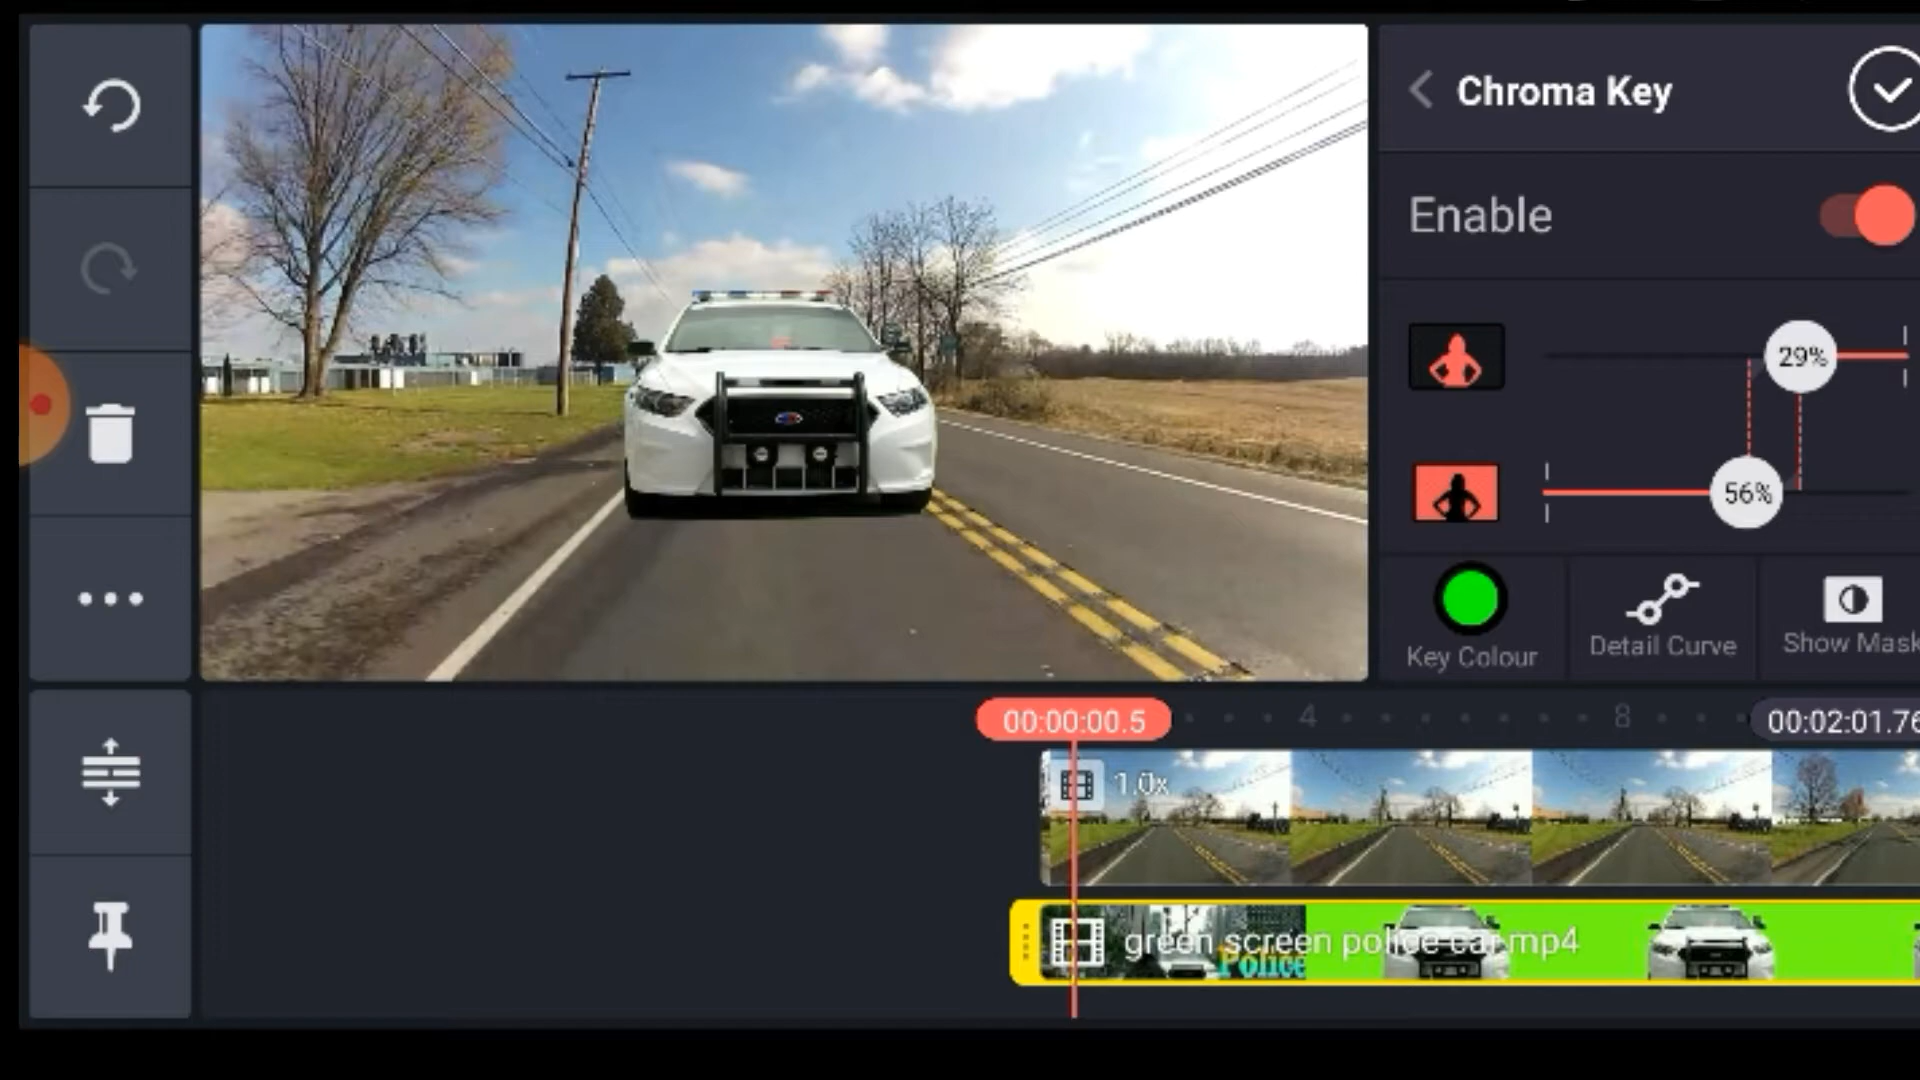 Chroma Key
Enable
29%
56%
Key Colour
Detail Curve
Show Mask
00:00:00.5
4
8
00:02:01.76
1.0x
green screen police car.mp4
Police